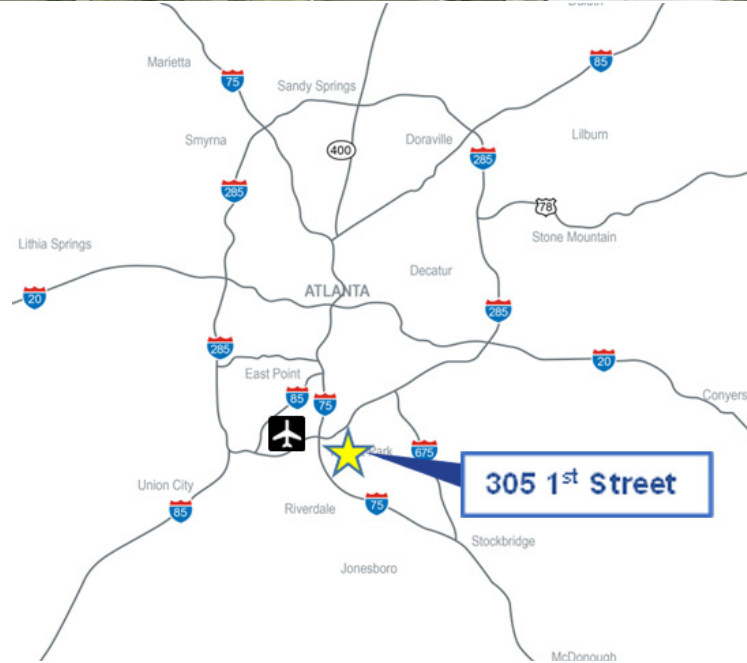 Marietta
75
85
Sandy Springs
Smyrna
400
Doraville
Lilburn
285
285
78
Stone Mountain
Lithia Springs
Decatur
20
ATLANTA
285
285
20
East Point
85
75
Conyers
Park
675
305 1st Street
Union City
85
Riverdale
75
Stockbridge
Jonesboro
McDonough